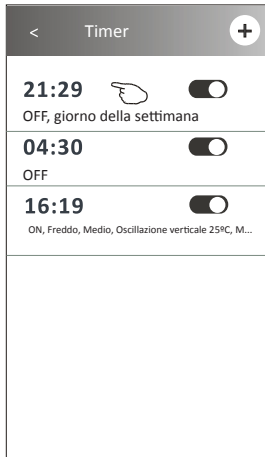 < Timer +
21:29
OFF, giorno della settimana
04:30
OFF
16:19
ON, Freddo, Medio, Oscillazione verticale 25ºC, M...